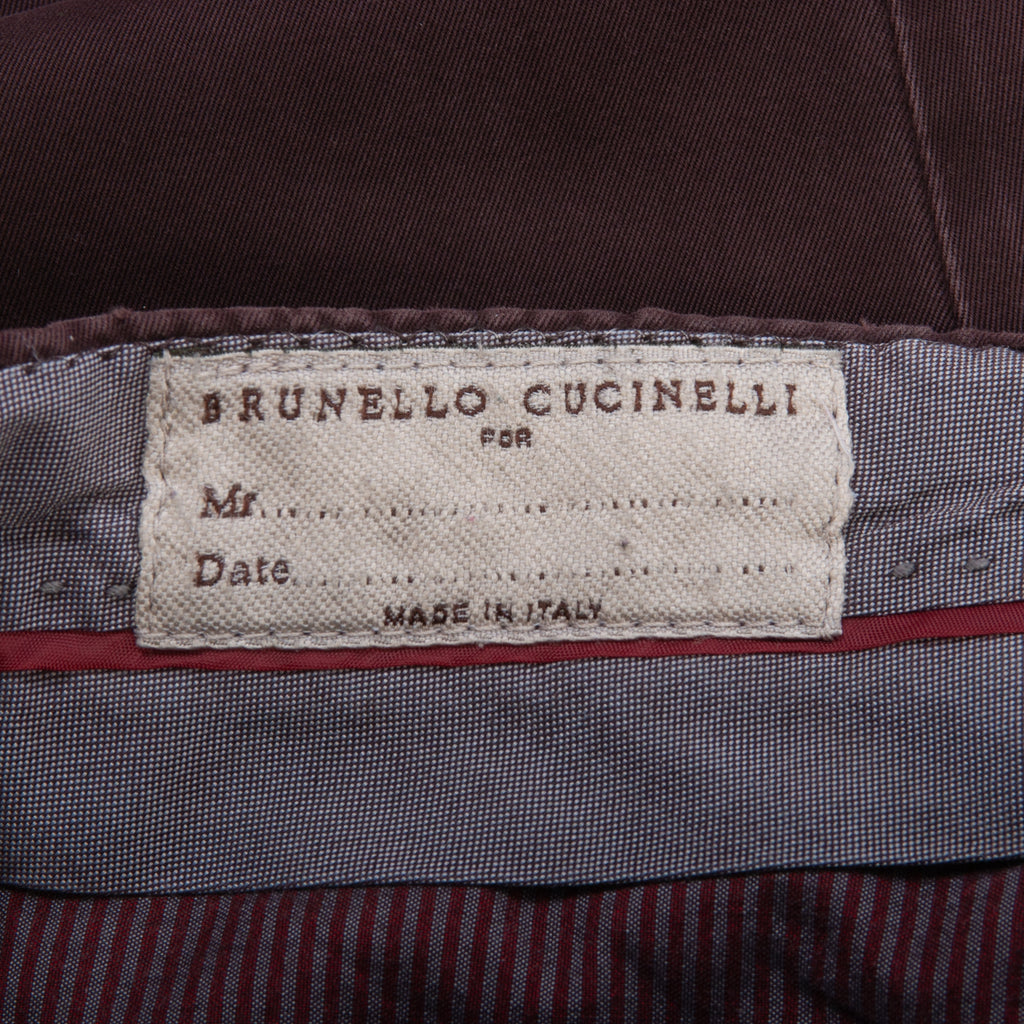 BRUNELLO CUCINELLI
FOR
Mr..............................
Date..............................
MADE IN ITALY